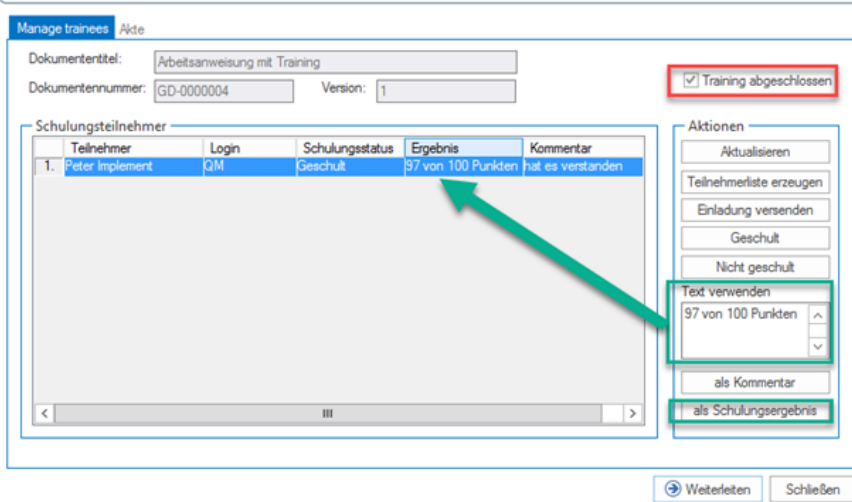 Manage trainees Akte
Dokumententitel: Arbeitsanweisung mit Training
Dokumentennummer: GD-0000004 Version: 1
Training abgeschlossen
Schulungsteilnehmer
Teilnehmer Login Schulungsstatus Ergebnis Kommentar
1. Peter Implement QM Geschult 97 von 100 Punkten hat es verstanden
Aktionen
Aktualisieren
Teilnehmerliste erzeugen
Einladung versenden
Geschult
Nicht geschult
Text verwenden
97 von 100 Punkten
als Kommentar
als Schulungsergebnis
Weiterleiten Schließen